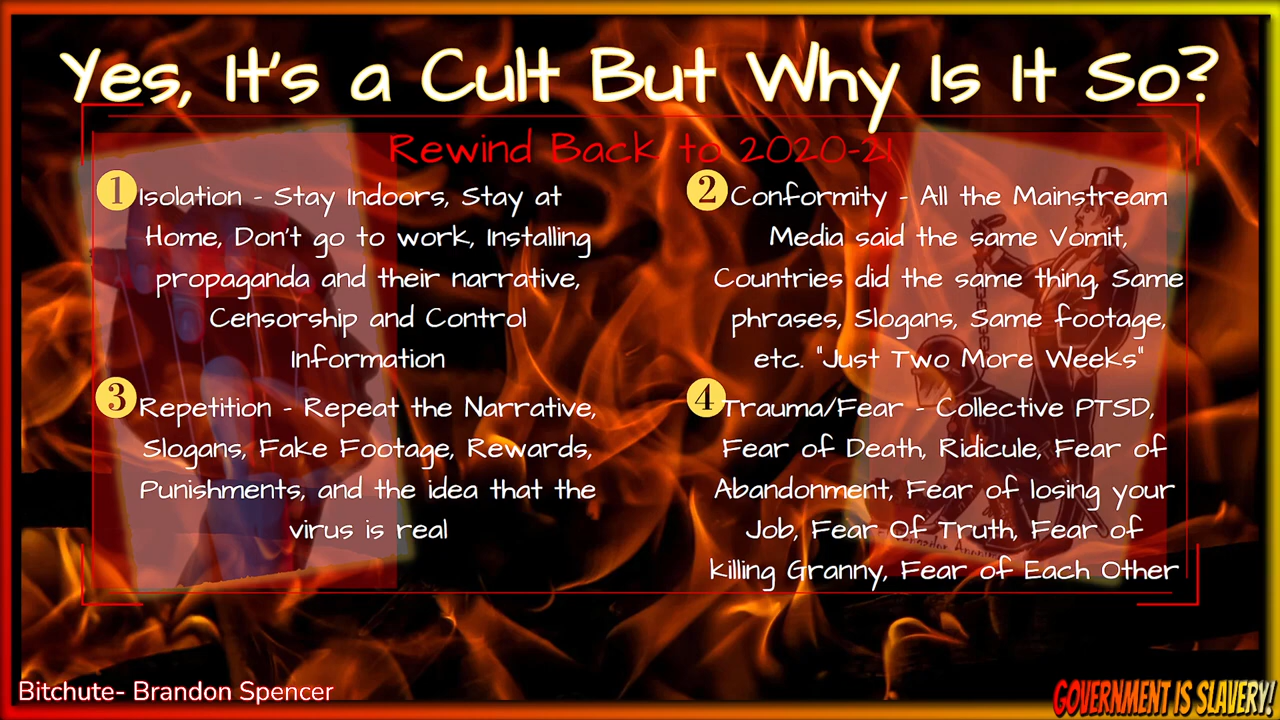 Yes, It's a Cult But Why Is It So?
Rewind Back to 2020-21
1
Isolation - Stay Indoors, Stay at
Home, Don't go to work, Installing
propaganda and their narrative,
Censorship and Control
Information
2
Conformity - All the Mainstream
Media said the same Vomit,
Countries did the same thing, Same
phrases, Slogans, Same footage,
etc. "Just Two More Weeks"
3
Repetition - Repeat the Narrative,
Slogans, Fake Footage, Rewards,
Punishments, and the idea that the
virus is real
4
Trauma/Fear - Collective PTSD,
Fear of Death, Ridicule, Fear of
Abandonment, Fear of losing your
Job, Fear Of Truth, Fear of
killing Granny, Fear of Each Other
Bitchute- Brandon Spencer
GOVERNMENT IS SLAVERY!